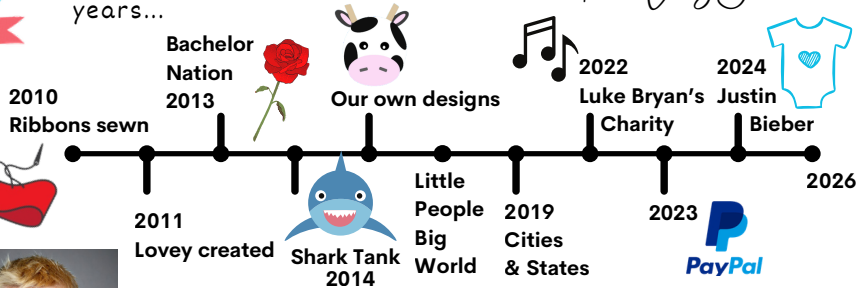 years...
2010
Ribbons sewn
2011
Lovey created
Bachelor
Nation
2013
Shark Tank
2014
Our own designs
Little
People
Big
World
2019
Cities
& States
2022
Luke Bryan's
Charity
2023
PayPal
2024
Justin
Bieber
2026